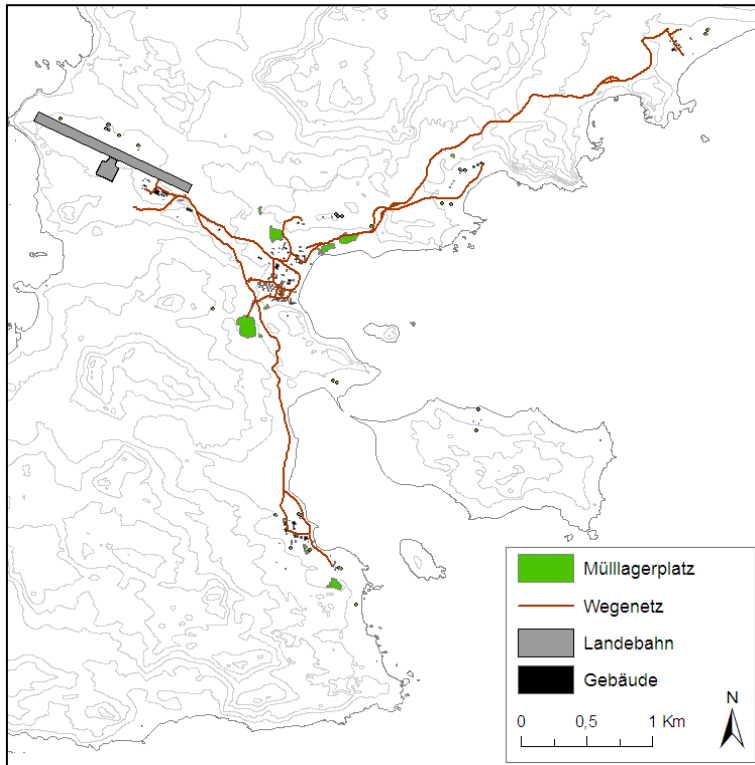 Mülllagerplatz
Wegenetz
Landebahn
Gebäude
N
0 0,5 1 Km